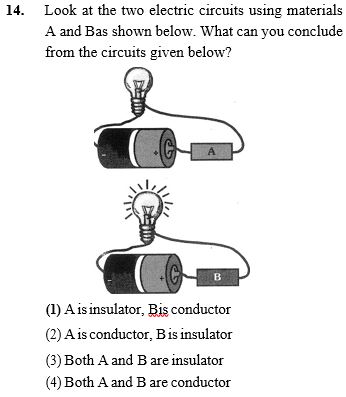 14. Look at the two electric circuits using materials
A and Bas shown below. What can you conclude
from the circuits given below?
+
-
A
+
-
B
(1) A is insulator, Bis conductor
(2) A is conductor, B is insulator
(3) Both A and B are insulator
(4) Both A and B are conductor